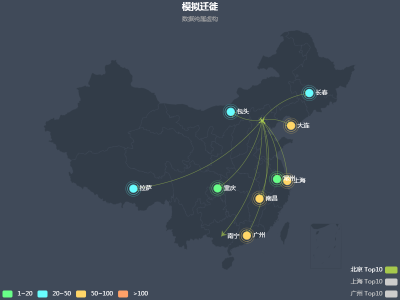 模拟迁徙
数据纯属虚构
长春
包头
大连
上海
拉萨
重庆
南昌
南宁
广州
北京 Top10
上海 Top10
广州 Top10
1~20
20~50
50~100
>100